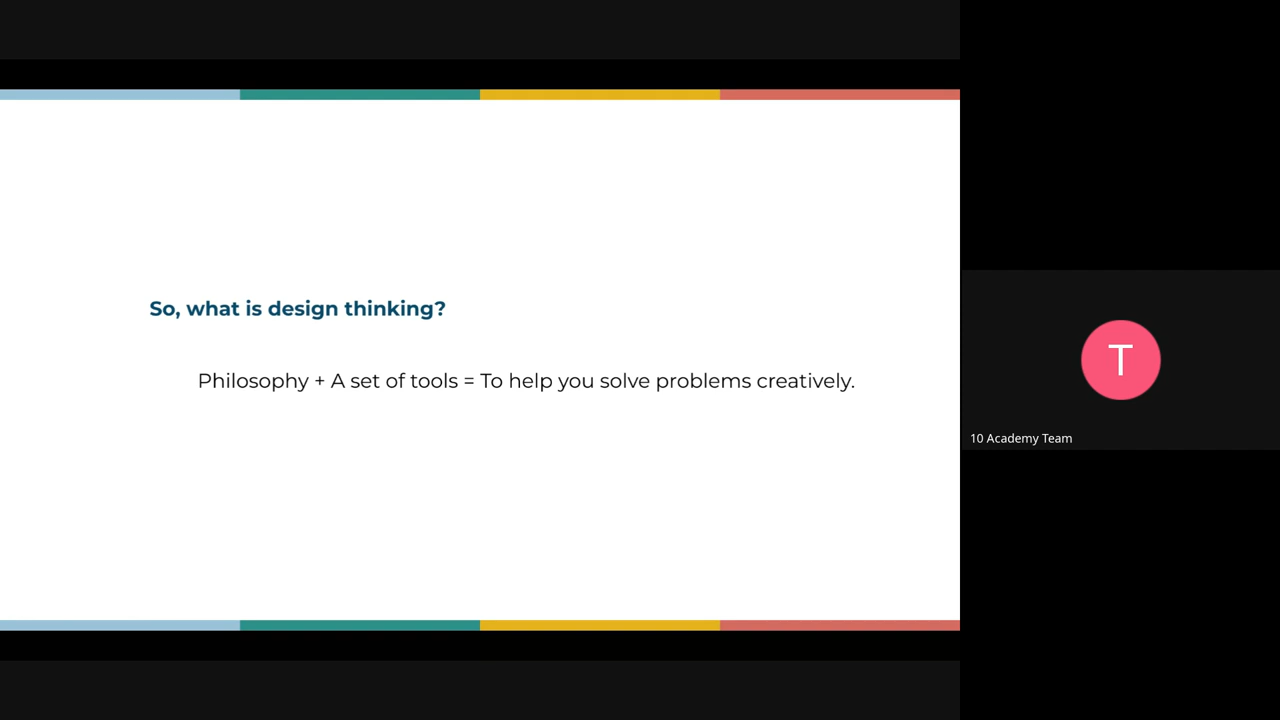 So, what is design thinking?
Philosophy + A set of tools = To help you solve problems creatively.
T
10 Academy Team